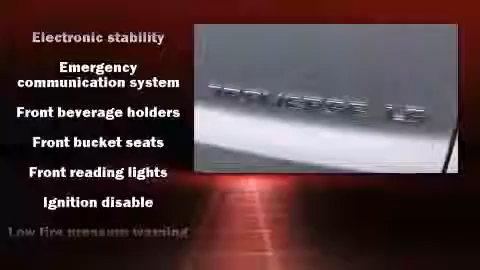 Electronic stability
Emergency
communication system
Front beverage holders
Front bucket seats
Front reading lights
Ignition disable
Low tire pressure warning